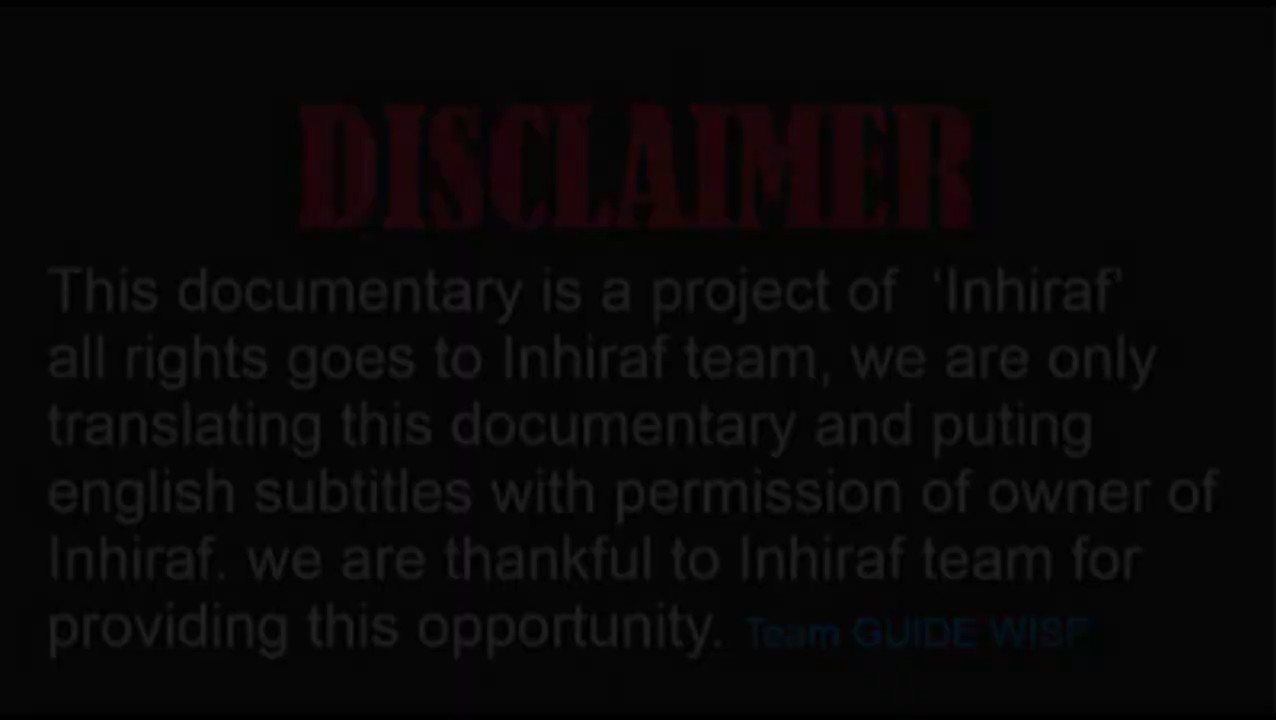 DISCLAIMER
This documentary is a project of 'Inhiraf'
all rights goes to Inhiraf team, we are only
translating this documentary and puting
english subtitles with permission of owner of
Inhiraf. we are thankful to Inhiraf team for
providing this opportunity. Team GUIDE WISE